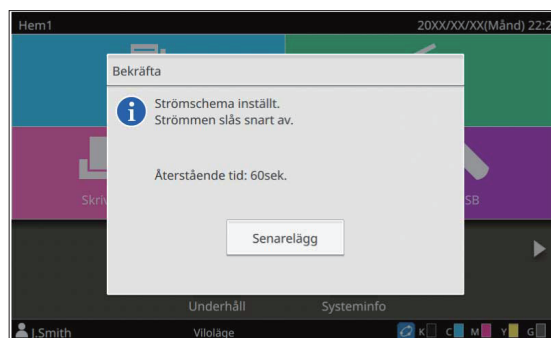 Hem1
20XX/XX/XX(Månd) 22:2
Bekräfta
Strömschema inställt.
Strömmen slås snart av.
Återstående tid: 60sek.
Senarelägg
Underhåll
Systeminfo
J.Smith
Viloläge
K C M Y G